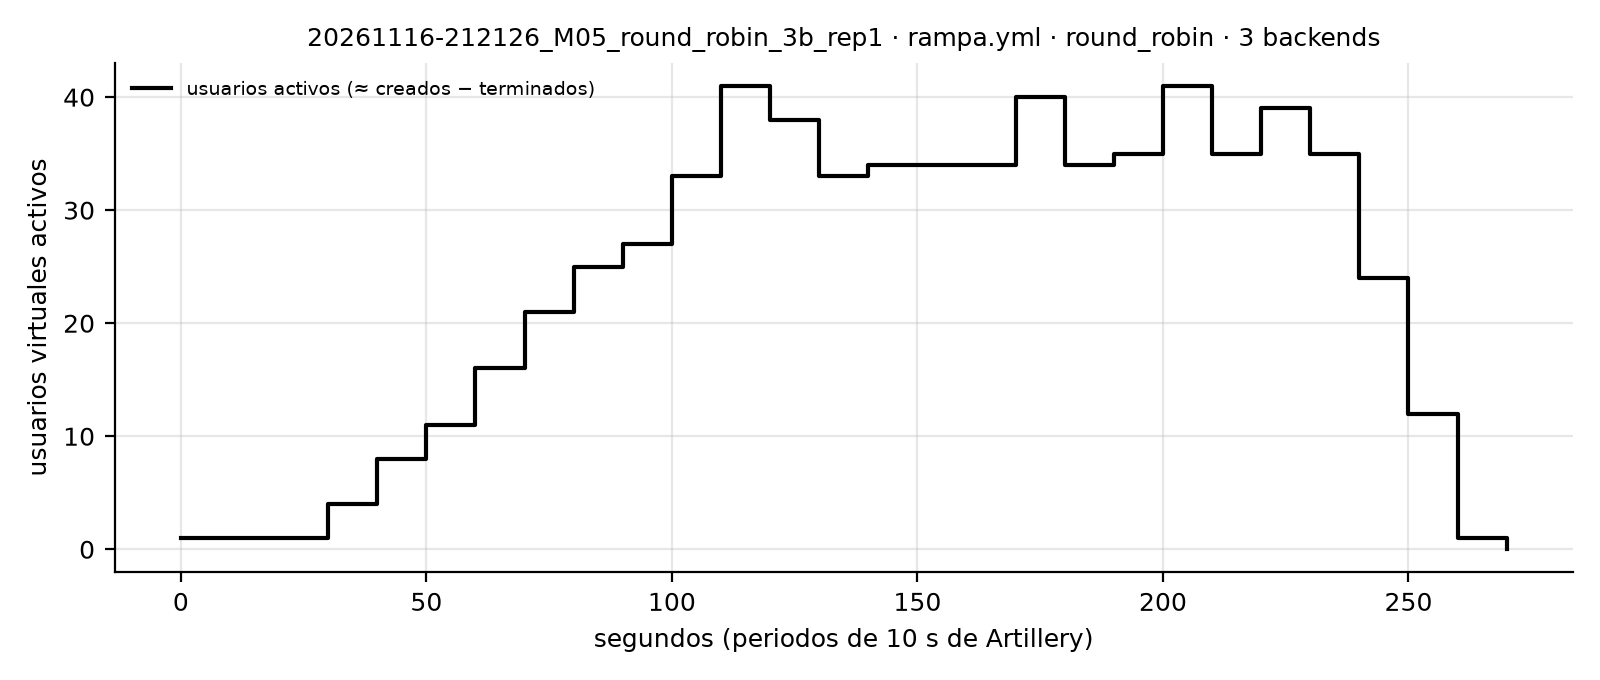 20261116-212126_M05_round_robin_3b_rep1 · rampa.yml · round_robin · 3 backends
usuarios activos (≈ creados − terminados)
usuarios virtuales activos
40
30
20
10
0
0 50 100 150 200 250
segundos (periodos de 10 s de Artillery)